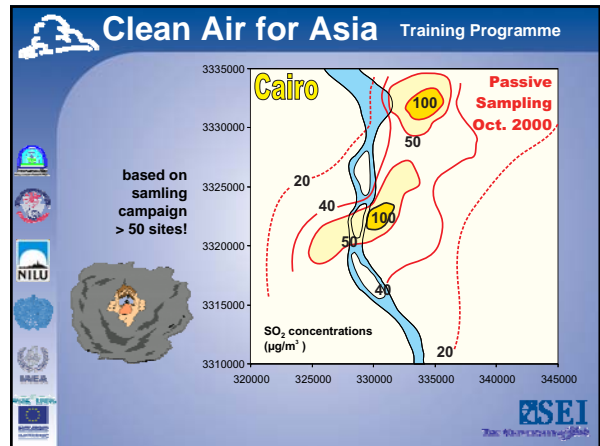 Clean Air for Asia Training Programme
3335000
3330000
3325000
3320000
3315000
3310000
320000 325000 330000 335000 340000 345000
Cairo
Passive
Sampling
Oct. 2000
100
50
20
40
100
50
40
20
SO₂ concentrations
(µg/m³ )
based on
samling
campaign
> 50 sites!
NILU
SEI